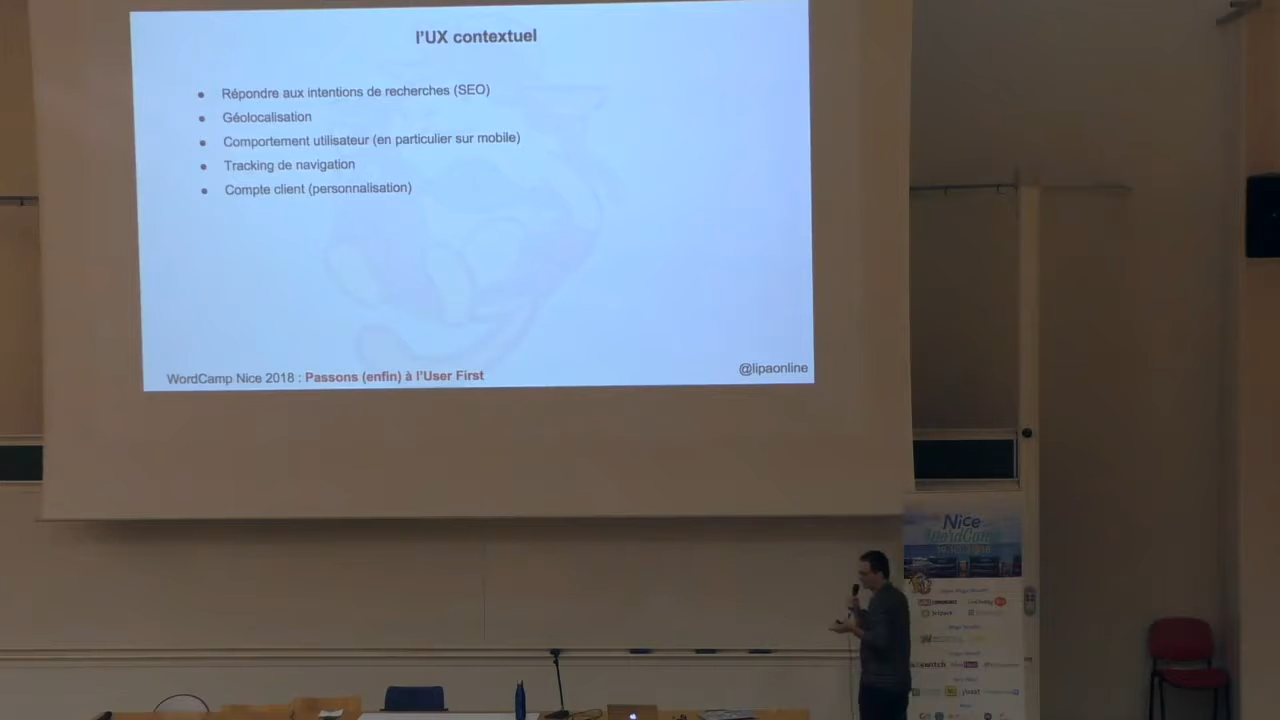 l'UX contextuel
● Répondre aux intentions de recherches (SEO)
● Géolocalisation
● Comportement utilisateur (en particulier sur mobile)
● Tracking de navigation
● Compte client (personnalisation)
WordCamp Nice 2018 : Passons (enfin) à l'User First
@lipaonline
Nice
WordCamp